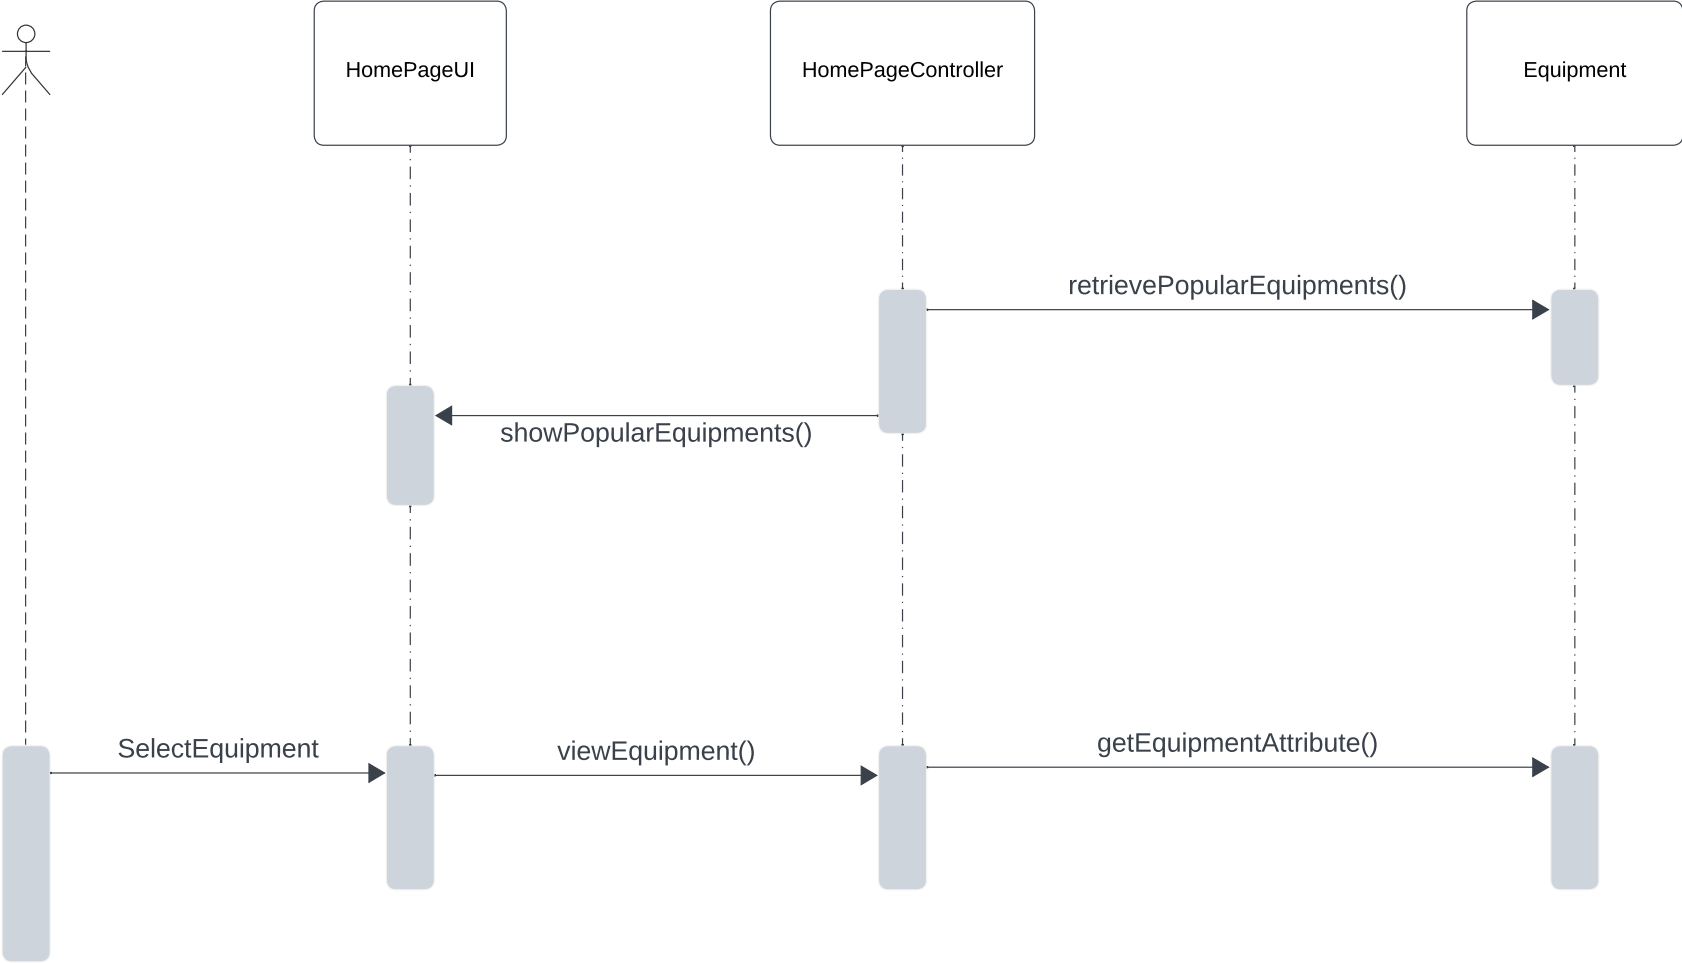 HomePageUI
HomePageController
Equipment
retrievePopularEquipments()
showPopularEquipments()
SelectEquipment
viewEquipment()
getEquipmentAttribute()